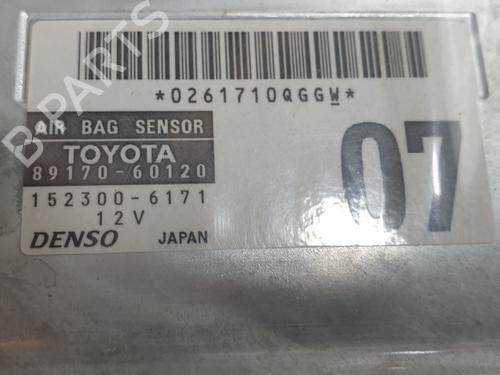 *0261710QGGW*
AIR BAG SENSOR
TOYOTA
89170-60120
152300-6171
12V
DENSO JAPAN
07
B-PARTS